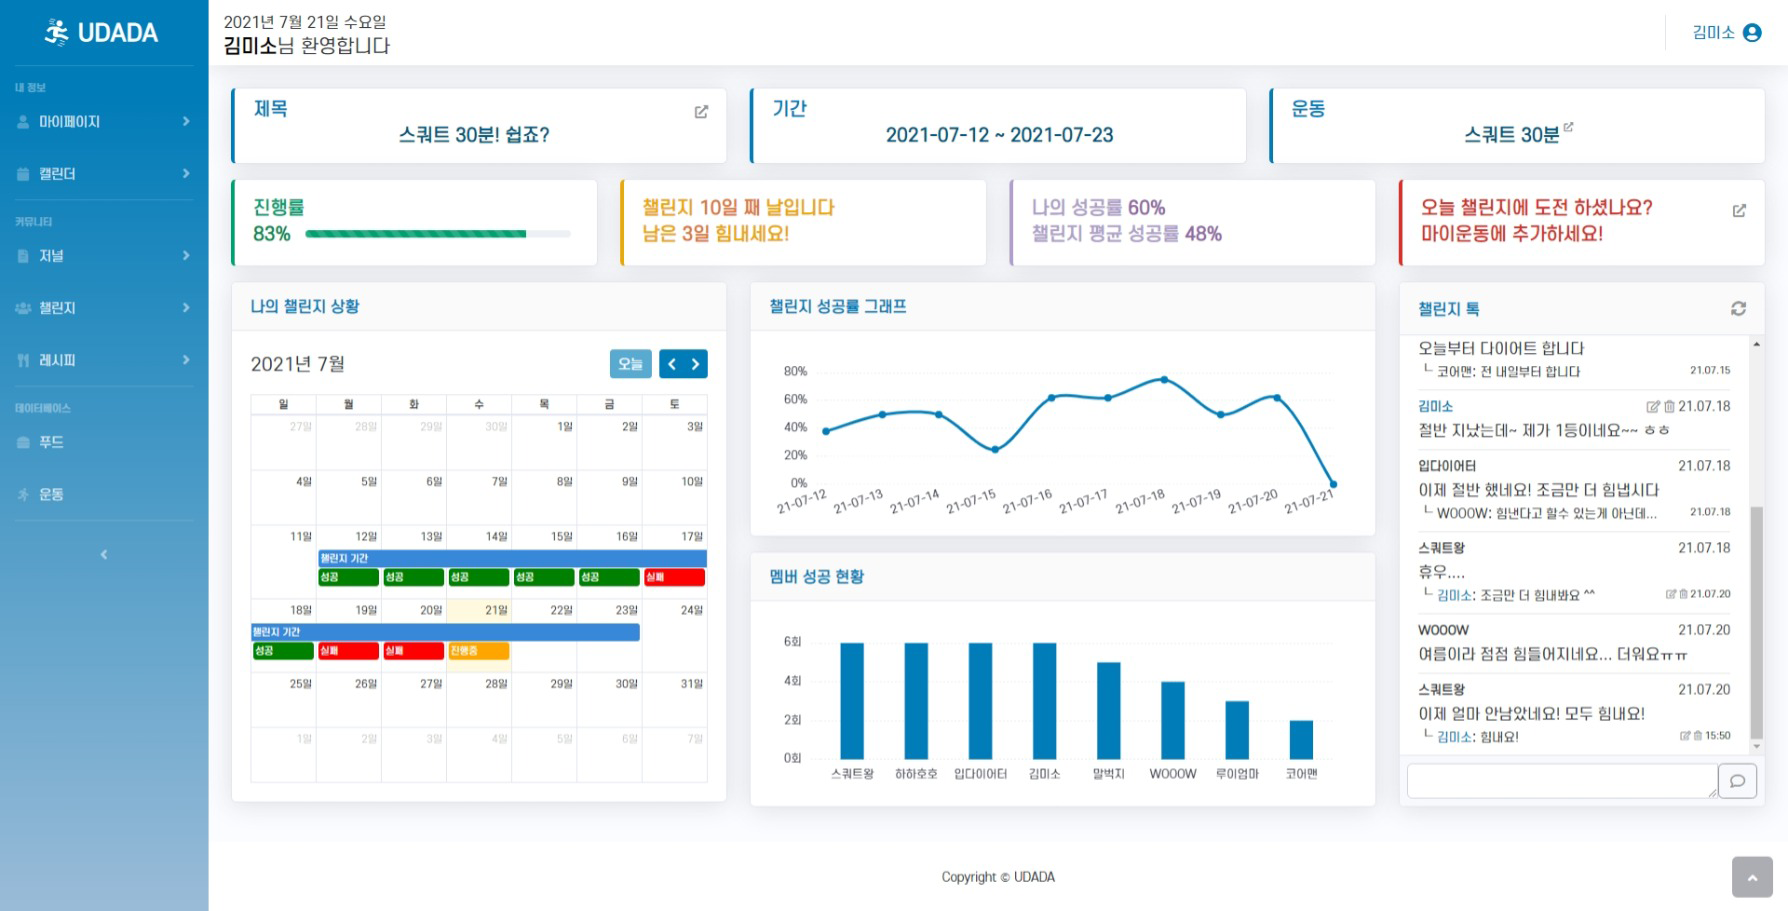 UDADA
내 정보
마이페이지
캘린더
커뮤니티
저널
챌린지
레시피
데이터베이스
푸드
운동
2021년 7월 21일 수요일
김미소님 환영합니다
김미소
제목
스쿼트 30분! 쉽죠?
기간
2021-07-12 ~ 2021-07-23
운동
스쿼트 30분
진행률
83%
챌린지 10일 째 날입니다
남은 3일 힘내세요!
나의 성공률 60%
챌린지 평균 성공률 48%
오늘 챌린지에 도전 하셨나요?
마이운동에 추가하세요!
나의 챌린지 상황
2021년 7월
오늘
일 월 화 수 목 금 토
27일 28일 29일 30일 1일 2일 3일
4일 5일 6일 7일 8일 9일 10일
11일 12일 13일 14일 15일 16일 17일
챌린지 기간
성공 성공 성공 성공 성공 실패
18일 19일 20일 21일 22일 23일 24일
챌린지 기간
성공 실패 실패 진행중
25일 26일 27일 28일 29일 30일 31일
1일 2일 3일 4일 5일 6일 7일
챌린지 성공률 그래프
80%
60%
40%
20%
0%
21-07-12 21-07-13 21-07-14 21-07-15 21-07-16 21-07-17 21-07-18 21-07-19 21-07-20 21-07-21
멤버 성공 현황
6회
4회
2회
0회
스쿼트왕 하하호호 입다이어터 김미소 말벅지 WOOOW 루이엄마 코어맨
챌린지 톡
오늘부터 다이어트 합니다
└ 코어맨: 전 내일부터 합니다 21.07.15
김미소 21.07.18
절반 지났는데~ 제가 1등이네요~~ ㅎㅎ
입다이어터 21.07.18
이제 절반 했네요! 조금만 더 힘냅시다
└ WOOOW: 힘낸다고 할수 있는게 아닌데... 21.07.18
스쿼트왕 21.07.18
휴우....
└ 김미소: 조금만 더 힘내봐요 ^^ 21.07.20
WOOOW 21.07.20
여름이라 점점 힘들어지네요... 더워요ㅠㅠ
스쿼트왕 21.07.20
이제 얼마 안남았네요! 모두 힘내요!
└ 김미소: 힘내요! 15:50
Copyright © UDADA